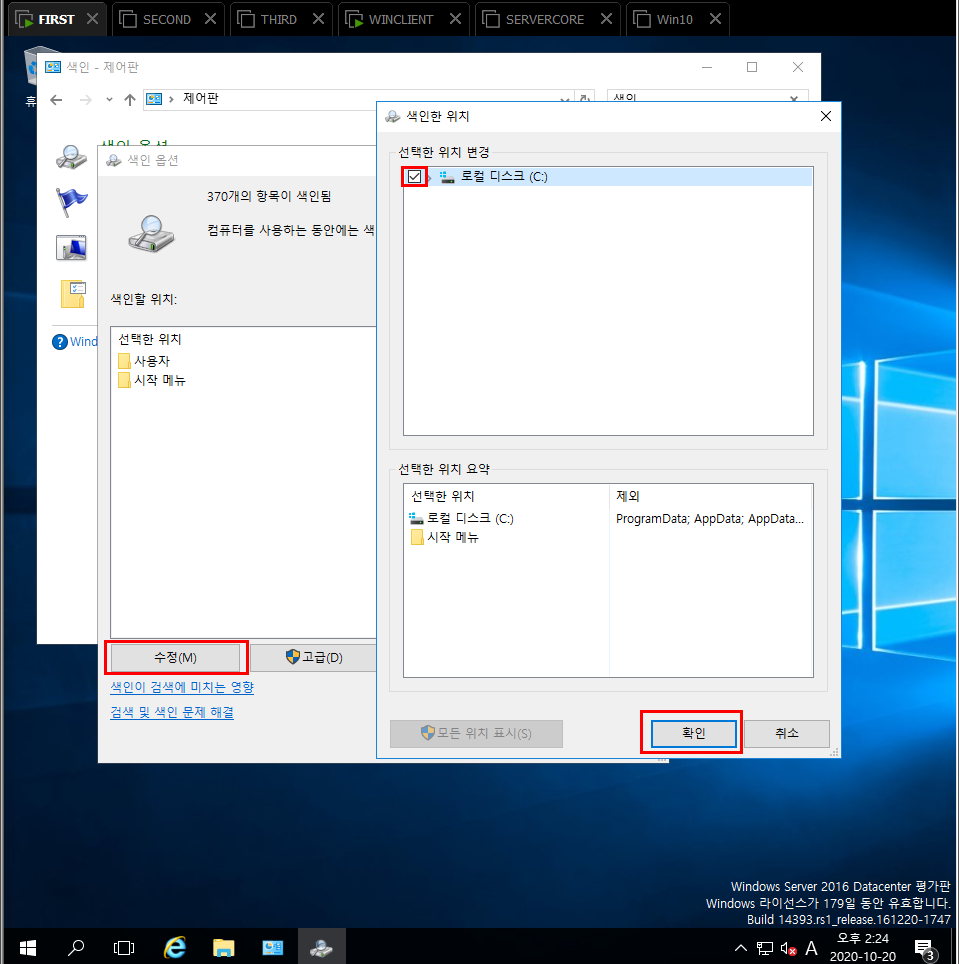 FIRST
SECOND
THIRD
WINCLIENT
SERVERCORE
Win10
색인 - 제어판
제어판
색인
색인 옵션
색인 옵션
370개의 항목이 색인됨
컴퓨터를 사용하는 동안에는 색
색인할 위치:
선택한 위치
사용자
시작 메뉴
Wind
수정(M)
고급(D)
색인이 검색에 미치는 영향
검색 및 색인 문제 해결
색인한 위치
선택한 위치 변경
로컬 디스크 (C:)
선택한 위치 요약
선택한 위치
제외
로컬 디스크 (C:)
ProgramData; AppData; AppData...
시작 메뉴
모든 위치 표시(S)
확인
취소
Windows Server 2016 Datacenter 평가판
Windows 라이선스가 179일 동안 유효합니다.
Build 14393.rs1_release.161220-1747
A
오후 2:24
2020-10-20
3